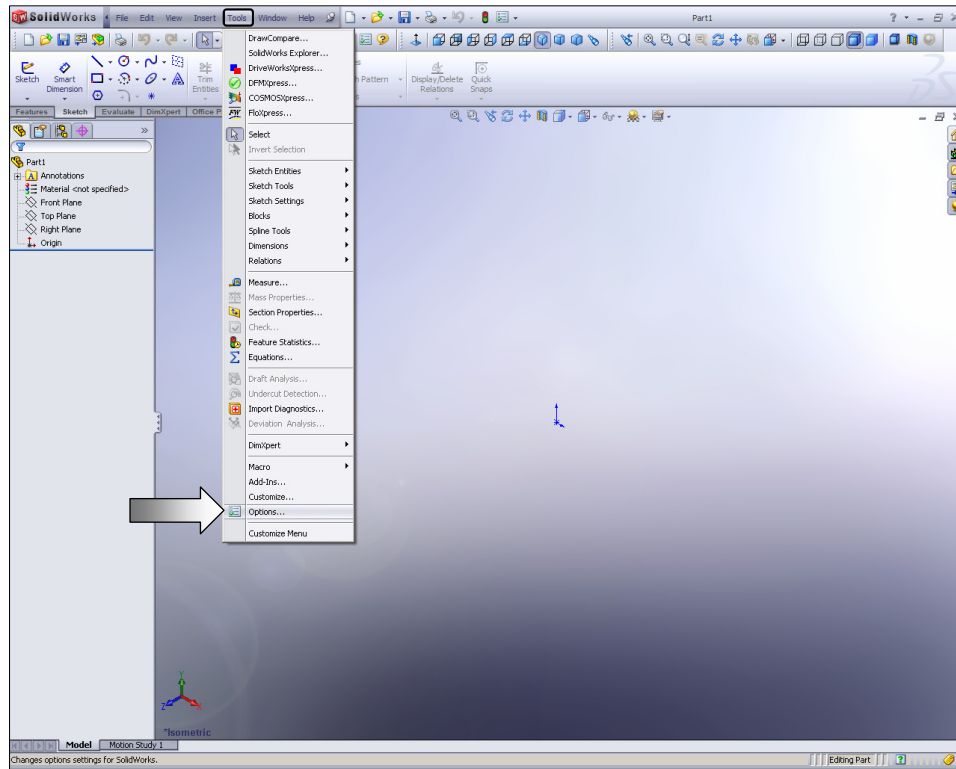 SolidWorks File Edit View Insert Tools Window Help Part1
Sketch
Smart Dimension
Trim Entities
h Pattern
Display/Delete Relations
Quick Snaps
Features Sketch Evaluate DimXpert Office P
Part1
Annotations
Material <not specified>
Front Plane
Top Plane
Right Plane
Origin
DrawCompare...
SolidWorks Explorer...
DriveWorksXpress...
DFMXpress...
COSMOSXpress...
FloXpress...
Select
Invert Selection
Sketch Entities
Sketch Tools
Sketch Settings
Blocks
Spline Tools
Dimensions
Relations
Measure...
Mass Properties...
Section Properties...
Check...
Feature Statistics...
Equations...
Draft Analysis...
Undercut Detection...
Import Diagnostics...
Deviation Analysis...
DimXpert
Macro
Add-Ins...
Customize...
Options...
Customize Menu
Y
Z X
*Isometric
Model Motion Study 1
Changes options settings for SolidWorks. Editing Part